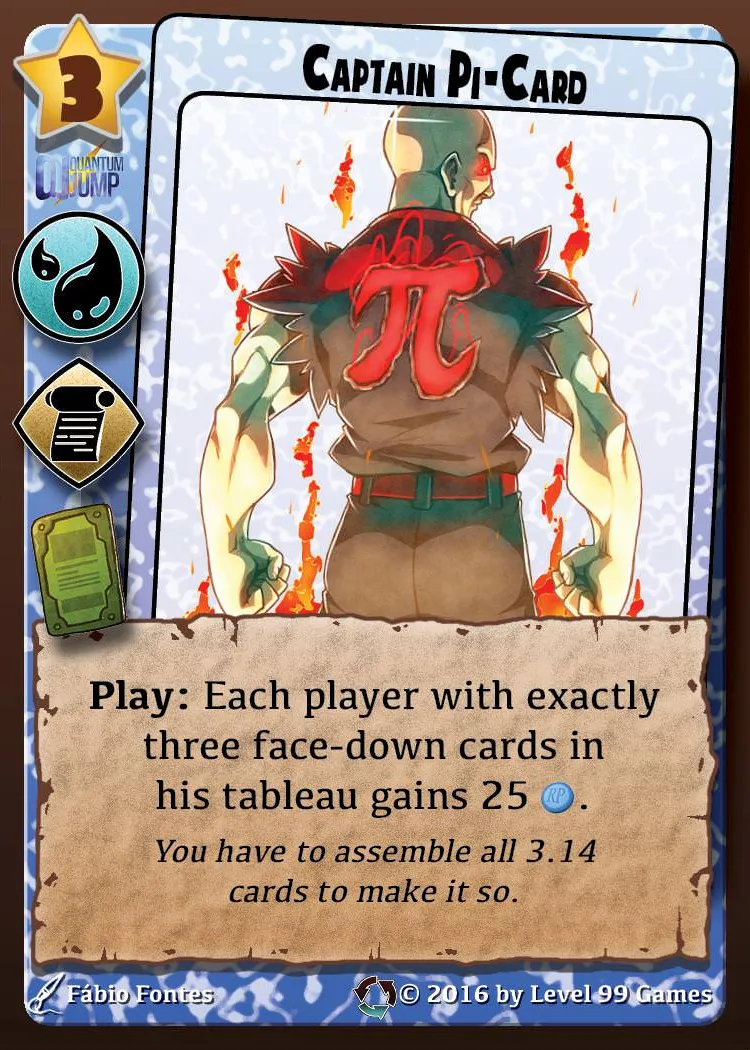 Captain Pi-Card
3
QUANTUM
JUMP
π
Play: Each player with exactly
three face-down cards in
his tableau gains 25 RP.
You have to assemble all 3.14
cards to make it so.
Fábio Fontes
© 2016 by Level 99 Games